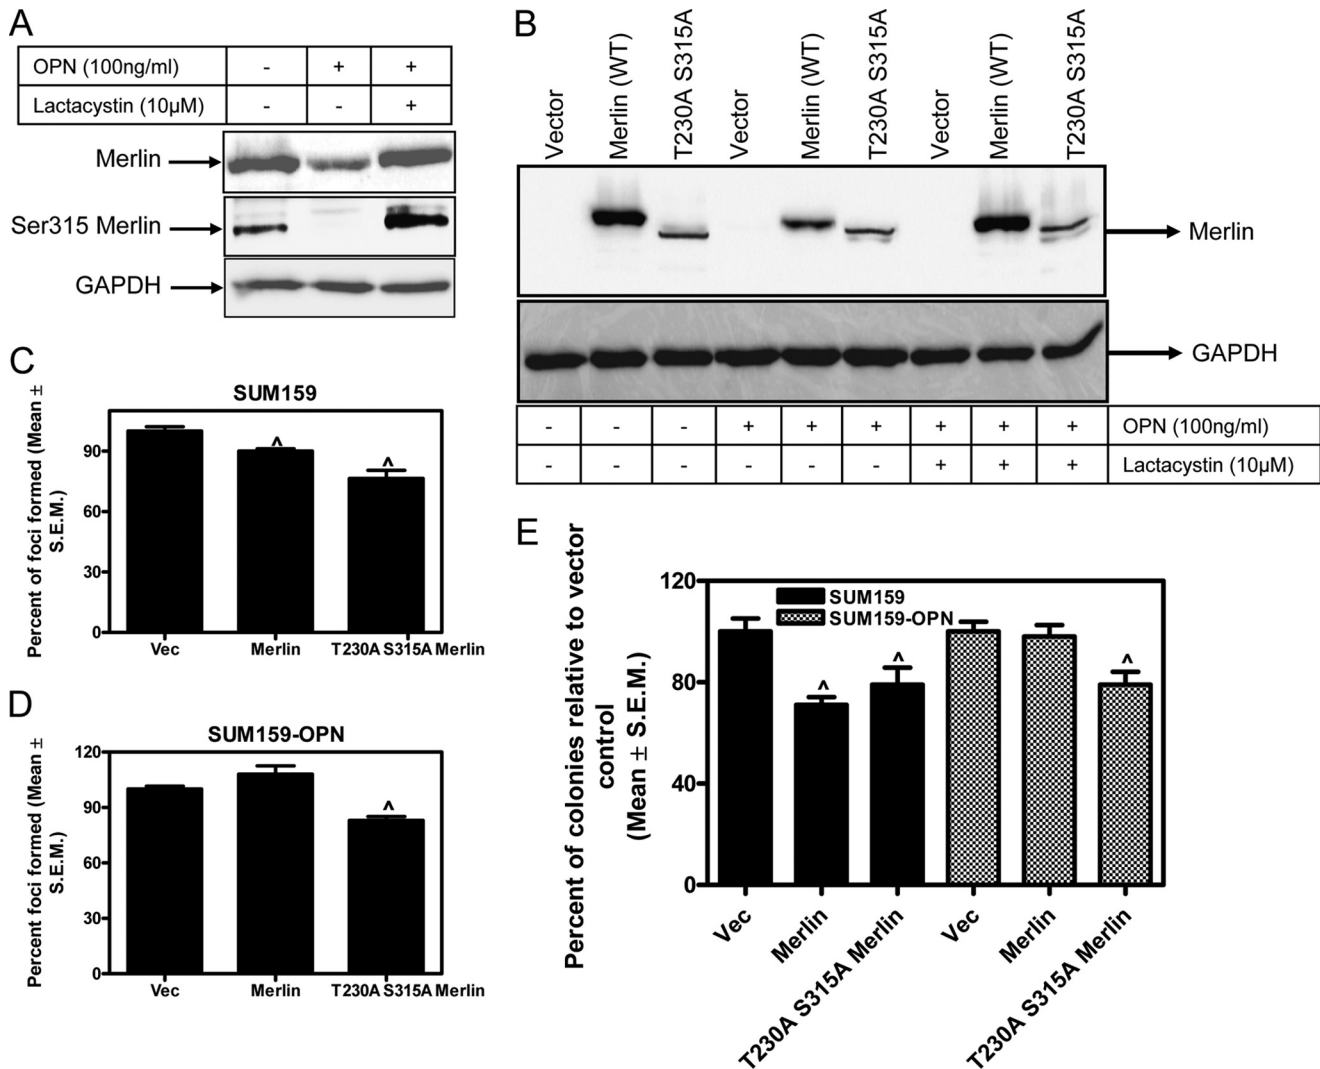 A
OPN (100ng/ml) - + +
Lactacystin (10µM) - - +
Merlin
Ser315 Merlin
GAPDH
B
Vector Merlin (WT) T230A S315A Vector Merlin (WT) T230A S315A Vector Merlin (WT) T230A S315A
Merlin
GAPDH
- - - + + + + + + OPN (100ng/ml)
- - - - - - + + + Lactacystin (10µM)
C
SUM159
Percent of foci formed (Mean ±
S.E.M.)
90
60
30
0
^
^
Vec Merlin T230A S315A Merlin
D
SUM159-OPN
Percent foci formed (Mean ±
S.E.M.)
120
90
60
30
0
^
Vec Merlin T230A S315A Merlin
E
Percent of colonies relative to vector
control
(Mean ± S.E.M.)
120
80
40
0
SUM159
SUM159-OPN
^
^
^
Vec Merlin T230A S315A Merlin Vec Merlin T230A S315A Merlin